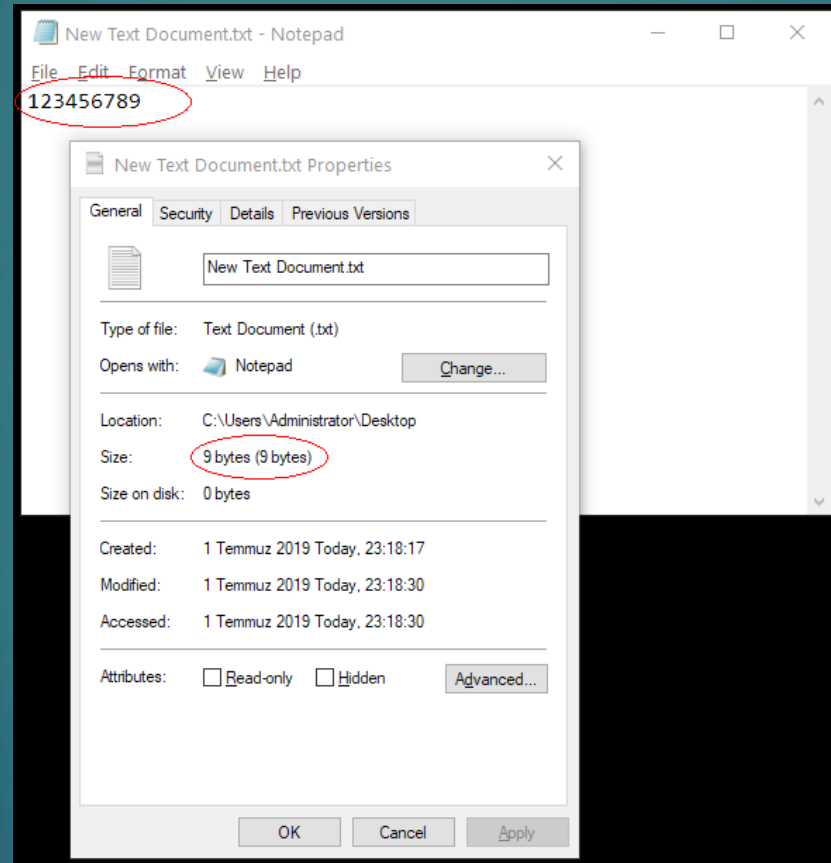 New Text Document.txt - Notepad
File Edit Format View Help
123456789
New Text Document.txt Properties
General Security Details Previous Versions
New Text Document.txt
Type of file: Text Document (.txt)
Opens with: Notepad Change...
Location: C:\Users\Administrator\Desktop
Size: 9 bytes (9 bytes)
Size on disk: 0 bytes
Created: 1 Temmuz 2019 Today, 23:18:17
Modified: 1 Temmuz 2019 Today, 23:18:30
Accessed: 1 Temmuz 2019 Today, 23:18:30
Attributes: Read-only Hidden Advanced...
OK Cancel Apply